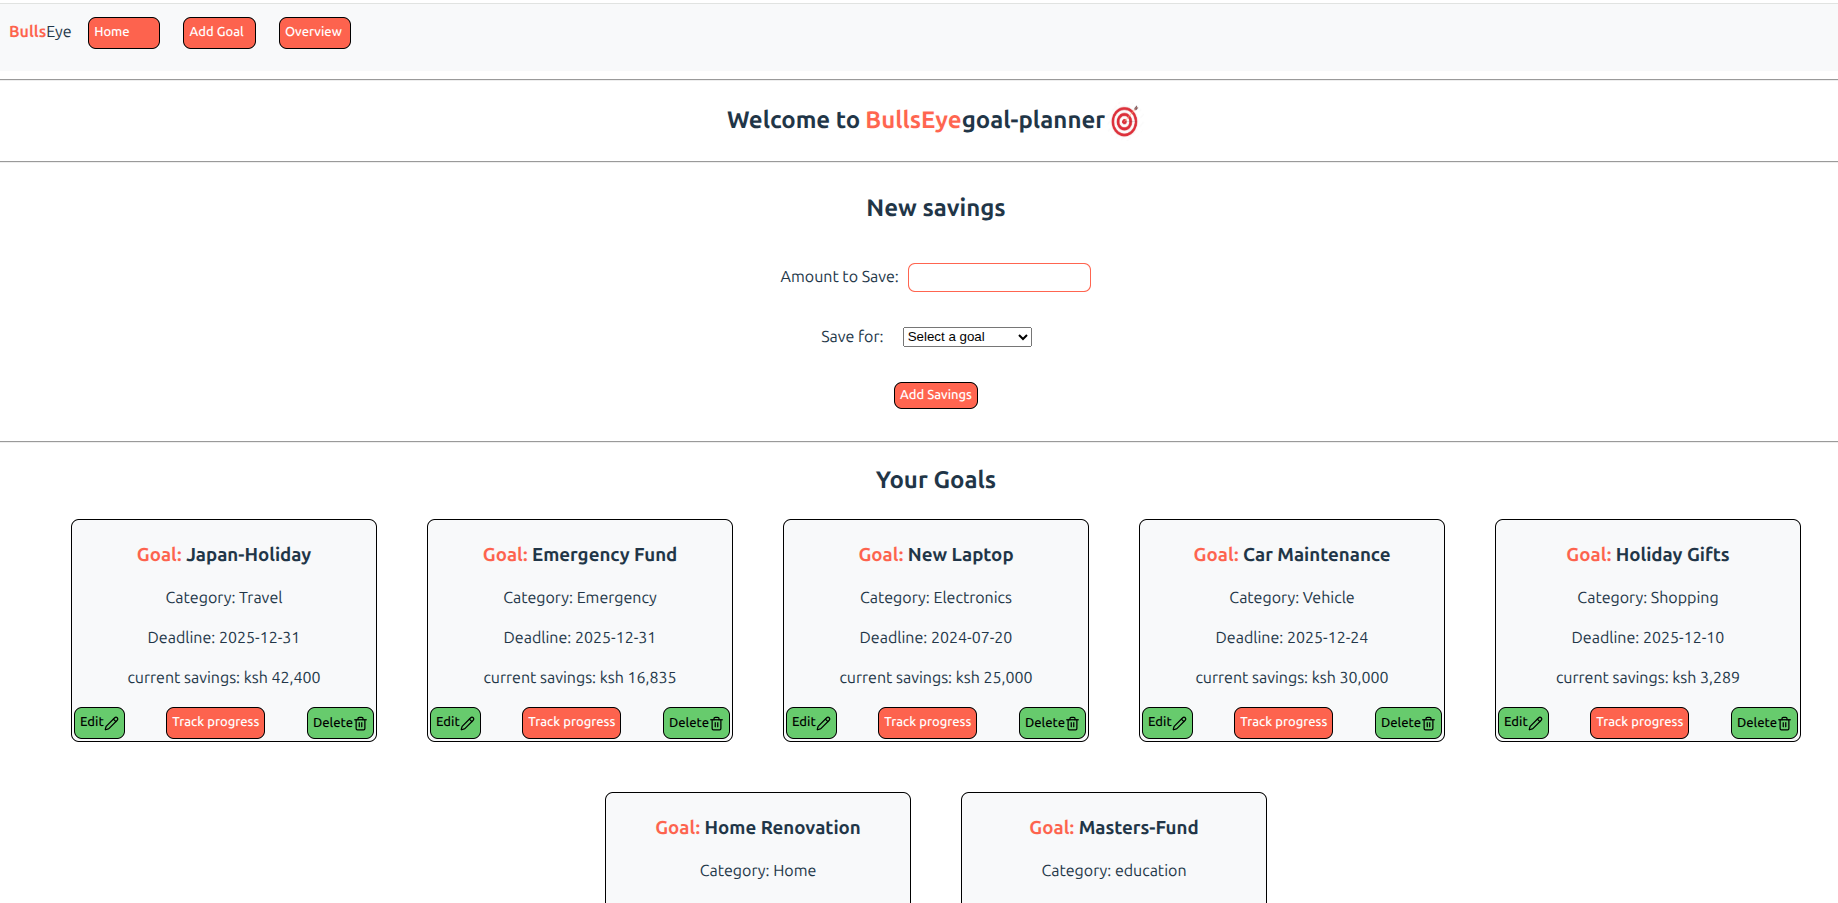 BullsEye Home Add Goal Overview
Welcome to BullsEyegoal-planner
New savings
Amount to Save:
Save for: Select a goal
Add Savings
Your Goals
Goal: Japan-Holiday
Category: Travel
Deadline: 2025-12-31
current savings: ksh 42,400
Edit Track progress Delete
Goal: Emergency Fund
Category: Emergency
Deadline: 2025-12-31
current savings: ksh 16,835
Edit Track progress Delete
Goal: New Laptop
Category: Electronics
Deadline: 2024-07-20
current savings: ksh 25,000
Edit Track progress Delete
Goal: Car Maintenance
Category: Vehicle
Deadline: 2025-12-24
current savings: ksh 30,000
Edit Track progress Delete
Goal: Holiday Gifts
Category: Shopping
Deadline: 2025-12-10
current savings: ksh 3,289
Edit Track progress Delete
Goal: Home Renovation
Category: Home
Goal: Masters-Fund
Category: education